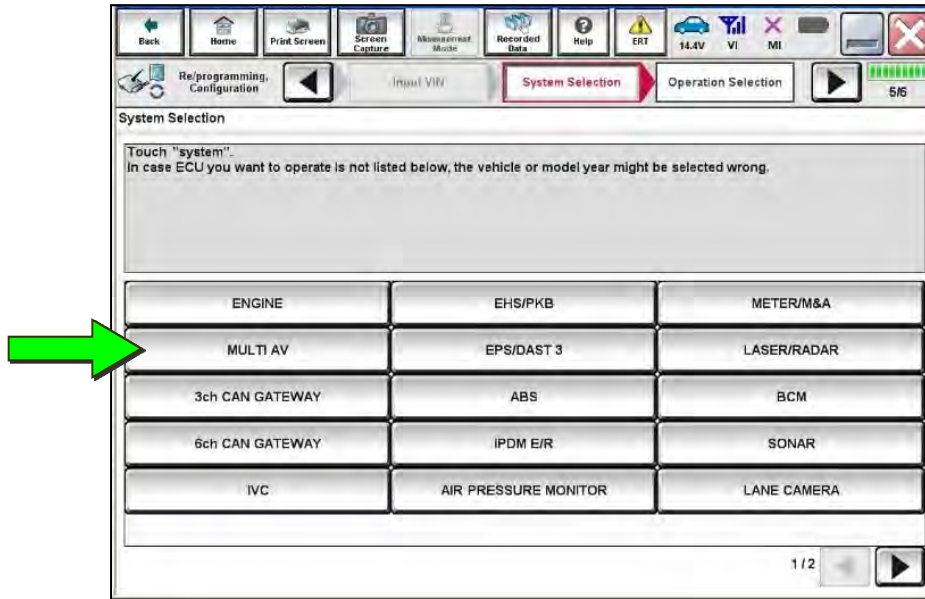 Back Home Print Screen Screen Capture Measurement Mode Recorded Data Help ERT 14.4V VI MI
Re/programming, Configuration Input VIN System Selection Operation Selection 5/6
System Selection
Touch "system".
In case ECU you want to operate is not listed below, the vehicle or model year might be selected wrong.
ENGINE EHS/PKB METER/M&A
MULTI AV EPS/DAST 3 LASER/RADAR
3ch CAN GATEWAY ABS BCM
6ch CAN GATEWAY IPDM E/R SONAR
IVC AIR PRESSURE MONITOR LANE CAMERA
1/2